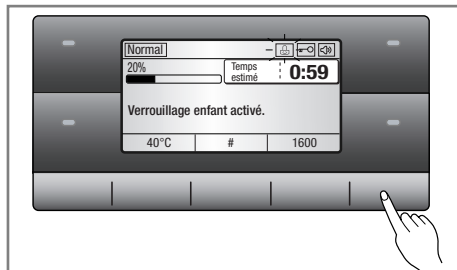 Normal
20%
Temps
estimé
0:59
Verrouillage enfant activé.
40°C # 1600